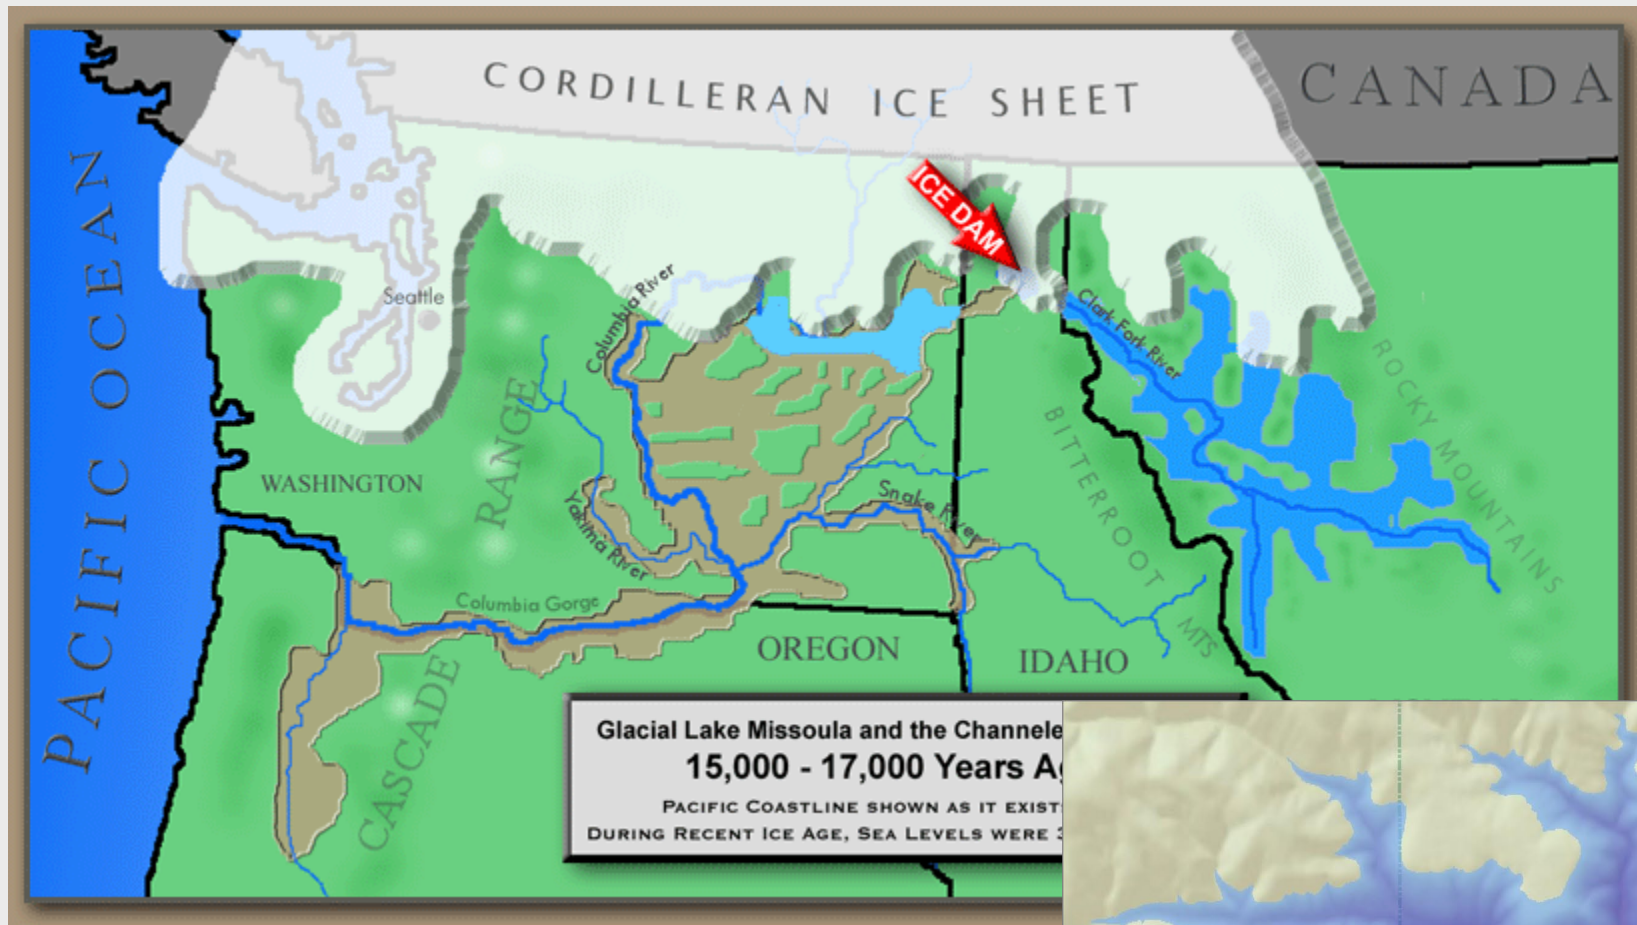 CORDILLERAN ICE SHEET
CANADA
PACIFIC OCEAN
ICE DAM
Seattle
Columbia River
Clark Fork River
ROCKY MOUNTAINS
RANGE
BITTERROOT
WASHINGTON
Snake River
Yakima River
Columbia Gorge
OREGON
IDAHO
MTS
CASCADE
Glacial Lake Missoula and the Channele
15,000 - 17,000 Years A
PACIFIC COASTLINE SHOWN AS IT EXIST
DURING RECENT ICE AGE, SEA LEVELS WERE